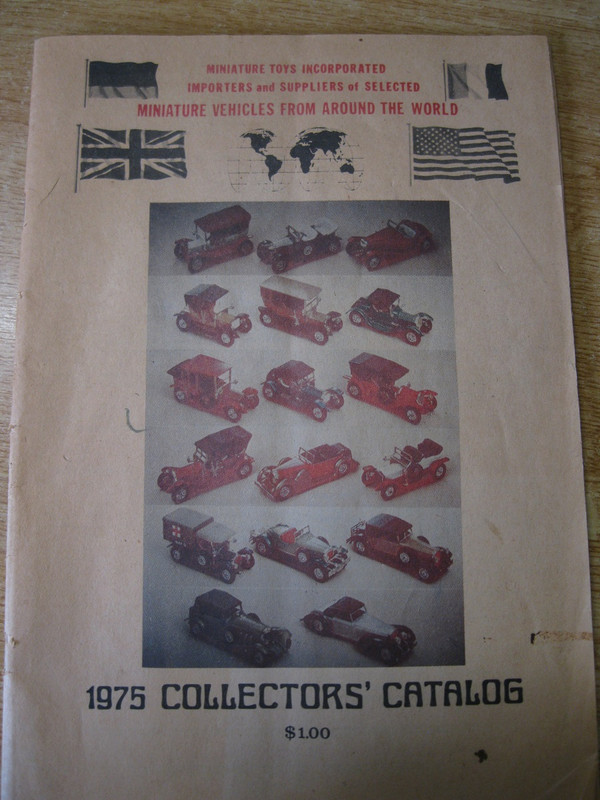 MINIATURE TOYS INCORPORATED
IMPORTERS and SUPPLIERS of SELECTED
MINIATURE VEHICLES FROM AROUND THE WORLD
1975 COLLECTORS' CATALOG
$1.00